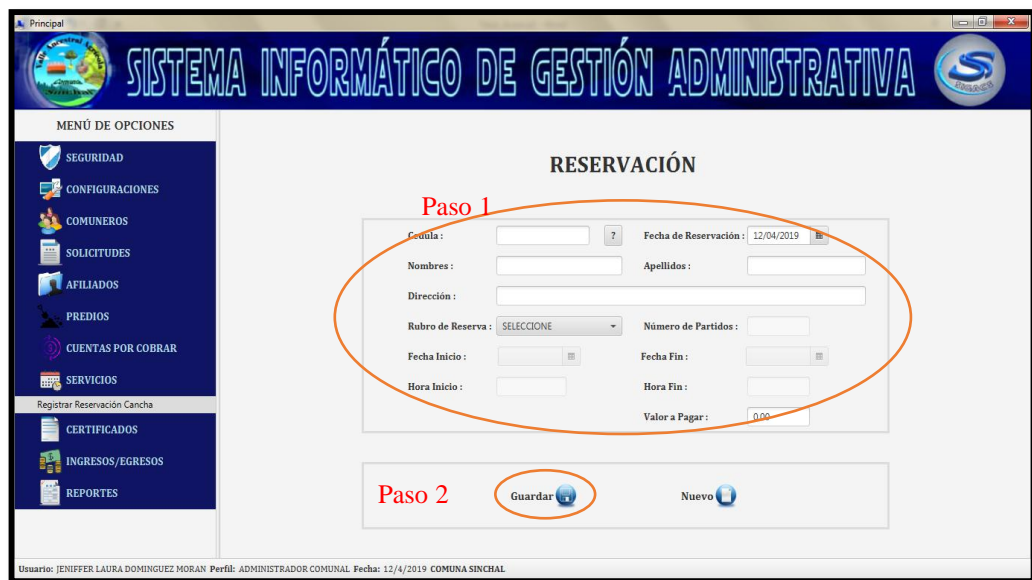 Principal
SISTEMA INFORMÁTICO DE GESTIÓN ADMINISTRATIVA
MENÚ DE OPCIONES
SEGURIDAD
CONFIGURACIONES
COMUNEROS
SOLICITUDES
AFILIADOS
PREDIOS
CUENTAS POR COBRAR
SERVICIOS
Registrar Reservación Cancha
CERTIFICADOS
INGRESOS/EGRESOS
REPORTES
RESERVACIÓN
Paso 1
Cedula : ? Fecha de Reservación : 12/04/2019
Nombres : Apellidos :
Dirección :
Rubro de Reserva : SELECCIONE Número de Partidos :
Fecha Inicio : Fecha Fin :
Hora Inicio : Hora Fin :
Valor a Pagar : 0.00
Paso 2 Guardar Nuevo
Usuario: JENIFFER LAURA DOMINGUEZ MORAN Perfil: ADMINISTRADOR COMUNAL Fecha: 12/4/2019 COMUNA SINCHAL